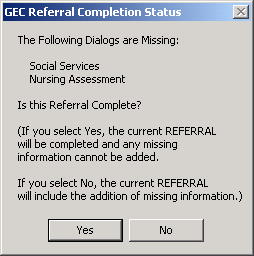 GEC Referral Completion Status
The Following Dialogs are Missing:
Social Services
Nursing Assessment
Is this Referral Complete?
(If you select Yes, the current REFERRAL
will be completed and any missing
information cannot be added.
If you select No, the current REFERRAL
will include the addition of missing information.)
Yes No